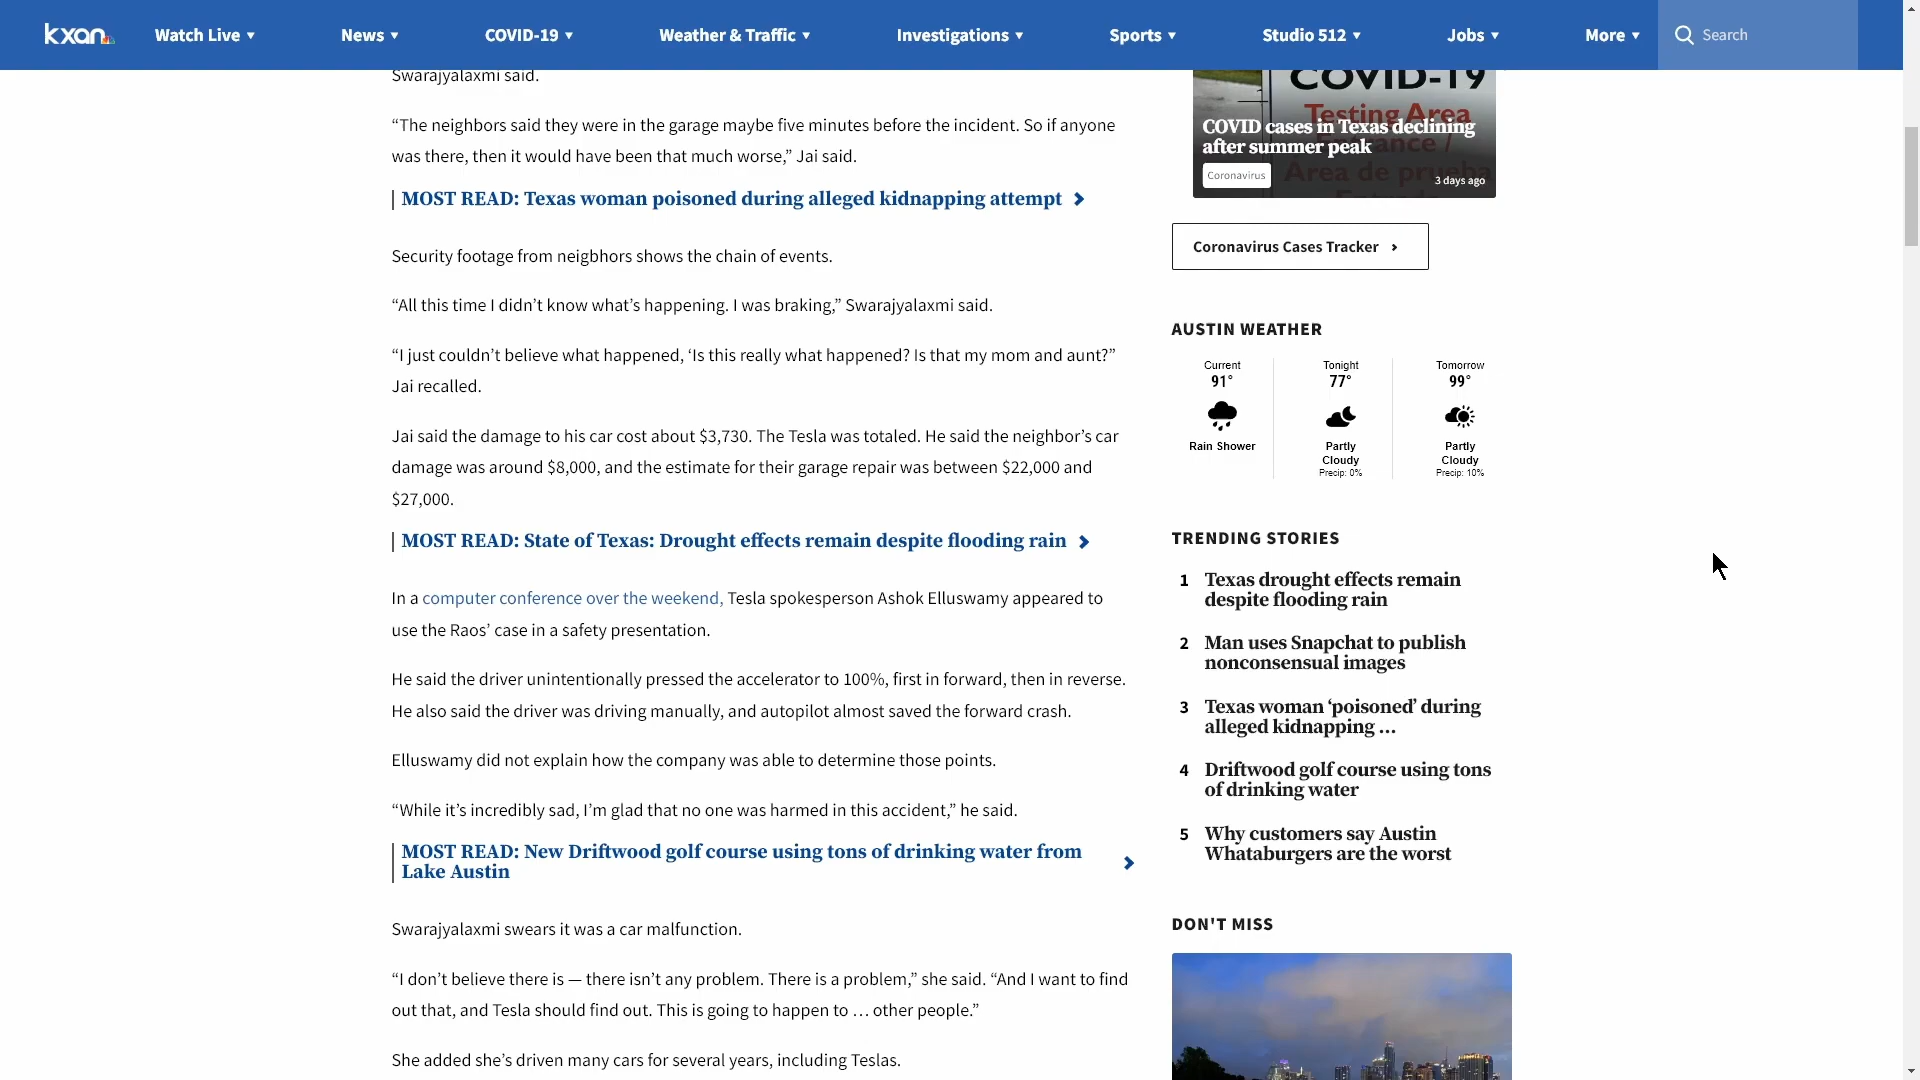 kxan
Watch Live ▾
News ▾
COVID-19 ▾
Weather & Traffic ▾
Investigations ▾
Sports ▾
Studio 512 ▾
Jobs ▾
More ▾
Search
Swarajyalaxmi said.
“The neighbors said they were in the garage maybe five minutes before the incident. So if anyone
was there, then it would have been that much worse,” Jai said.
MOST READ: Texas woman poisoned during alleged kidnapping attempt
Security footage from neigbhors shows the chain of events.
“All this time I didn’t know what’s happening. I was braking,” Swarajyalaxmi said.
“I just couldn’t believe what happened, ‘Is this really what happened? Is that my mom and aunt?”
Jai recalled.
Jai said the damage to his car cost about $3,730. The Tesla was totaled. He said the neighbor’s car
damage was around $8,000, and the estimate for their garage repair was between $22,000 and
$27,000.
MOST READ: State of Texas: Drought effects remain despite flooding rain
In a computer conference over the weekend, Tesla spokesperson Ashok Elluswamy appeared to
use the Raos’ case in a safety presentation.
He said the driver unintentionally pressed the accelerator to 100%, first in forward, then in reverse.
He also said the driver was driving manually, and autopilot almost saved the forward crash.
Elluswamy did not explain how the company was able to determine those points.
“While it’s incredibly sad, I’m glad that no one was harmed in this accident,” he said.
MOST READ: New Driftwood golf course using tons of drinking water from
Lake Austin
Swarajyalaxmi swears it was a car malfunction.
“I don’t believe there is — there isn’t any problem. There is a problem,” she said. “And I want to find
out that, and Tesla should find out. This is going to happen to … other people.”
She added she’s driven many cars for several years, including Teslas.
COVID-19
Testing Area
Entrance /
Área de prueba
Entrada
COVID cases in Texas declining
after summer peak
Coronavirus
3 days ago
Coronavirus Cases Tracker
AUSTIN WEATHER
Current
91°
Rain Shower
Tonight
77°
Partly
Cloudy
Precip: 0%
Tomorrow
99°
Partly
Cloudy
Precip: 10%
TRENDING STORIES
1 Texas drought effects remain
despite flooding rain
2 Man uses Snapchat to publish
nonconsensual images
3 Texas woman ‘poisoned’ during
alleged kidnapping …
4 Driftwood golf course using tons
of drinking water
5 Why customers say Austin
Whataburgers are the worst
DON'T MISS